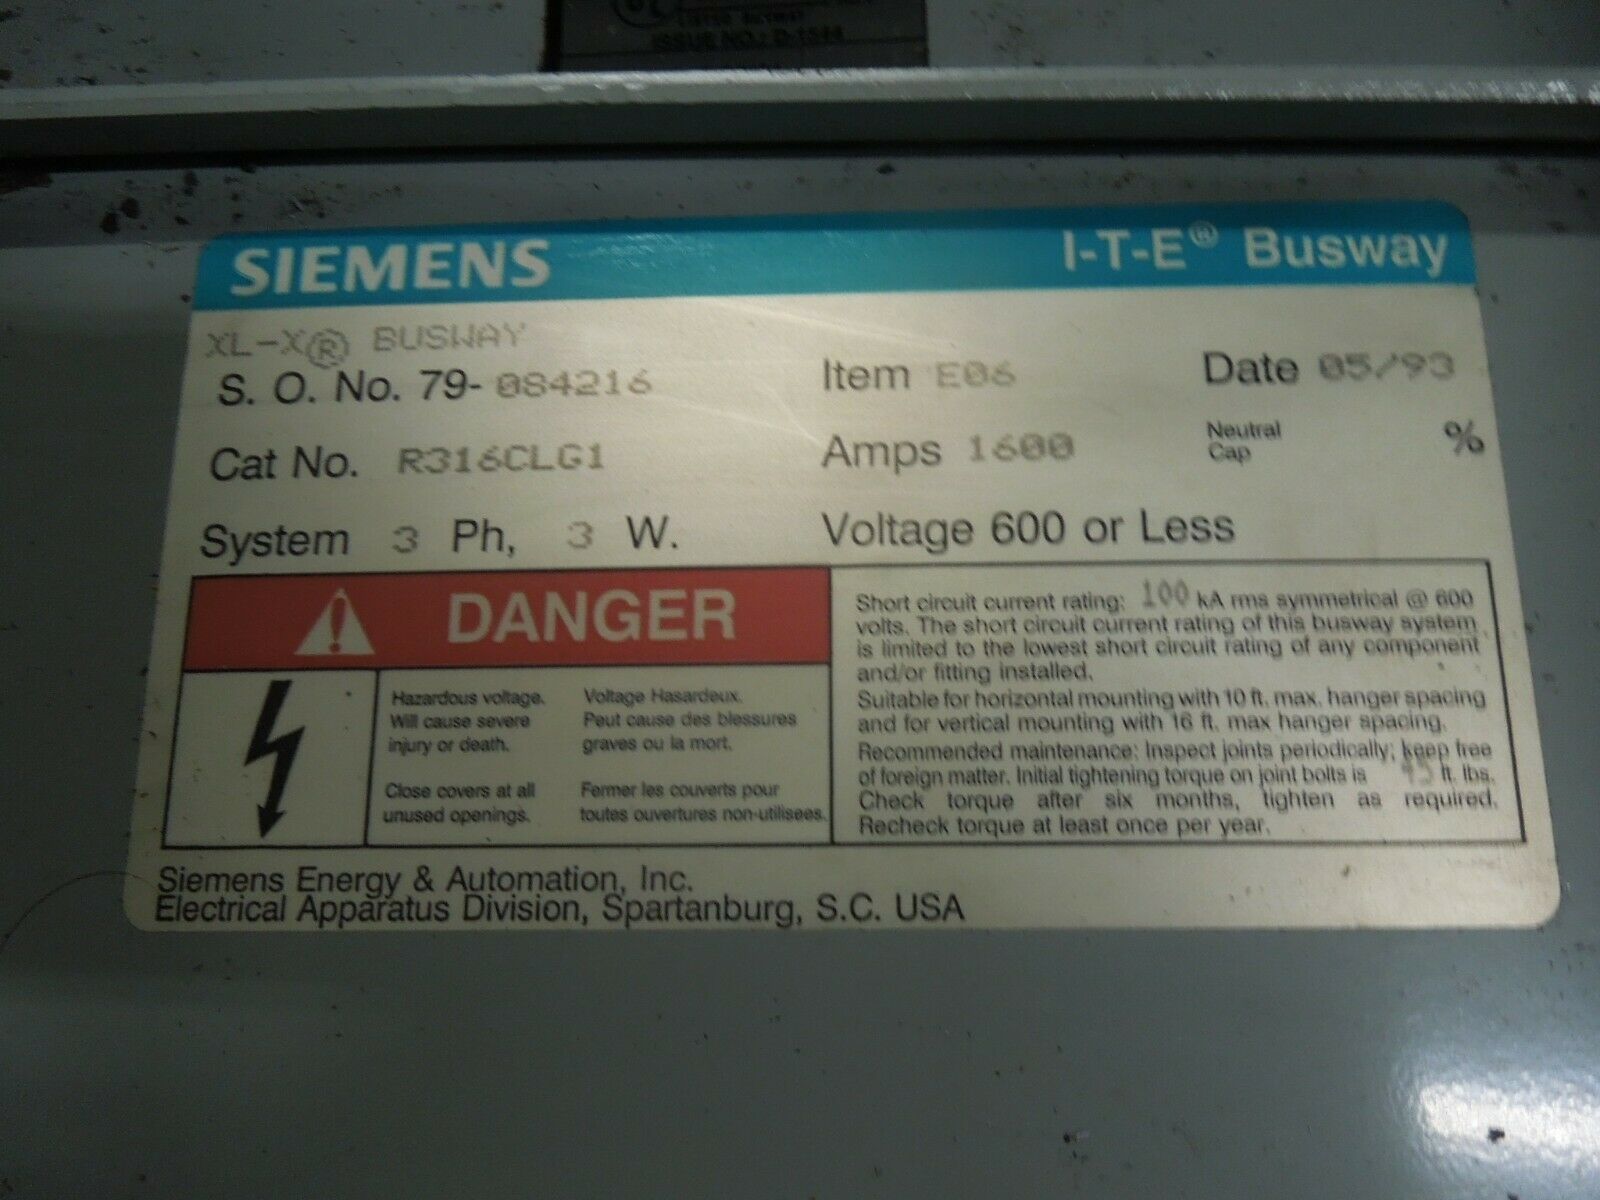 Listed Busway
ISSUE NO.: D-1544
SIEMENS
I-T-E® Busway
XL-X® BUSWAY
S. O. No. 79-084216 Item E06 Date 05/93
Cat No. R316CLG1 Amps 1600 Neutral Cap %
System 3 Ph, 3 W. Voltage 600 or Less
DANGER
Hazardous voltage.
Will cause severe
injury or death.
Close covers at all
unused openings.
Voltage Hasardeux.
Peut cause des blessures
graves ou la mort.
Fermer les couverts pour
toutes ouvertures non-utilisees.
Short circuit current rating: 100 kA rms symmetrical @ 600
volts. The short circuit current rating of this busway system
is limited to the lowest short circuit rating of any component
and/or fitting installed.
Suitable for horizontal mounting with 10 ft. max. hanger spacing
and for vertical mounting with 16 ft. max hanger spacing.
Recommended maintenance: Inspect joints periodically; keep free
of foreign matter. Initial tightening torque on joint bolts is ft. lbs.
Check torque after six months, tighten as required.
Recheck torque at least once per year.
Siemens Energy & Automation, Inc.
Electrical Apparatus Division, Spartanburg, S.C. USA